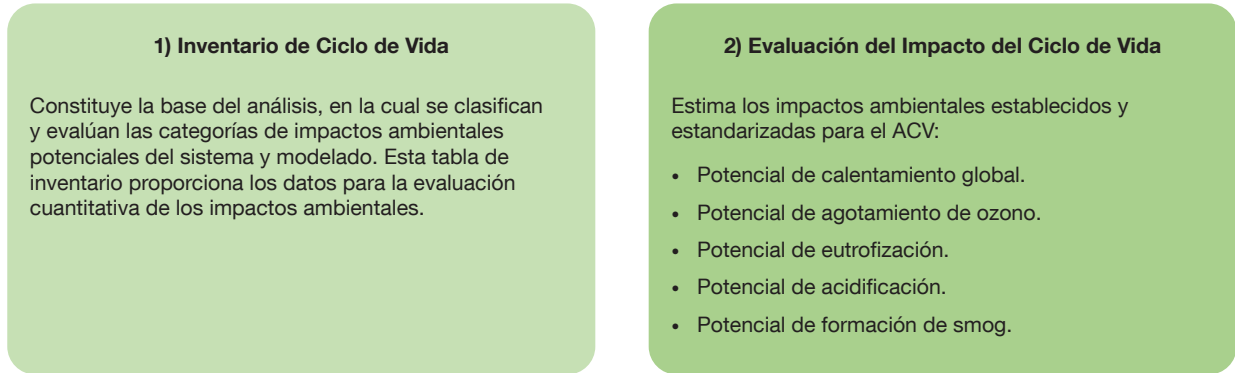 1) Inventario de Ciclo de Vida
Constituye la base del análisis, en la cual se clasifican
y evalúan las categorías de impactos ambientales
potenciales del sistema y modelado. Esta tabla de
inventario proporciona los datos para la evaluación
cuantitativa de los impactos ambientales.
2) Evaluación del Impacto del Ciclo de Vida
Estima los impactos ambientales establecidos y
estandarizadas para el ACV:
• Potencial de calentamiento global.
• Potencial de agotamiento de ozono.
• Potencial de eutrofización.
• Potencial de acidificación.
• Potencial de formación de smog.